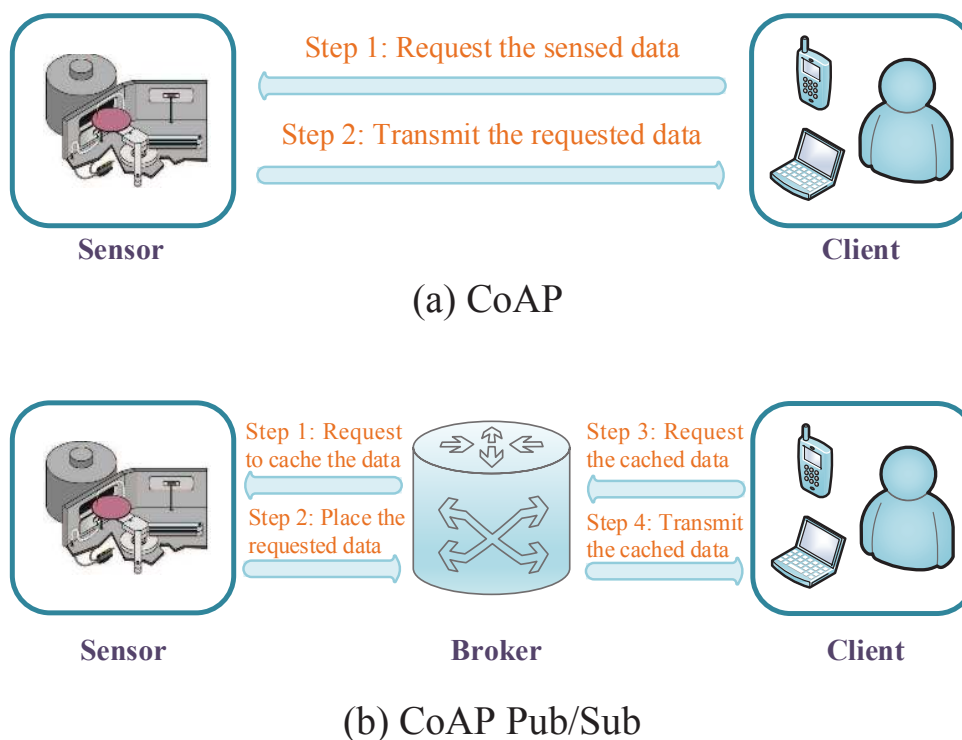 Step 1: Request the sensed data
Step 2: Transmit the requested data
Sensor
Client
(a) CoAP
Step 1: Request
to cache the data
Step 2: Place the
requested data
Step 3: Request
the cached data
Step 4: Transmit
the cached data
Sensor
Broker
Client
(b) CoAP Pub/Sub